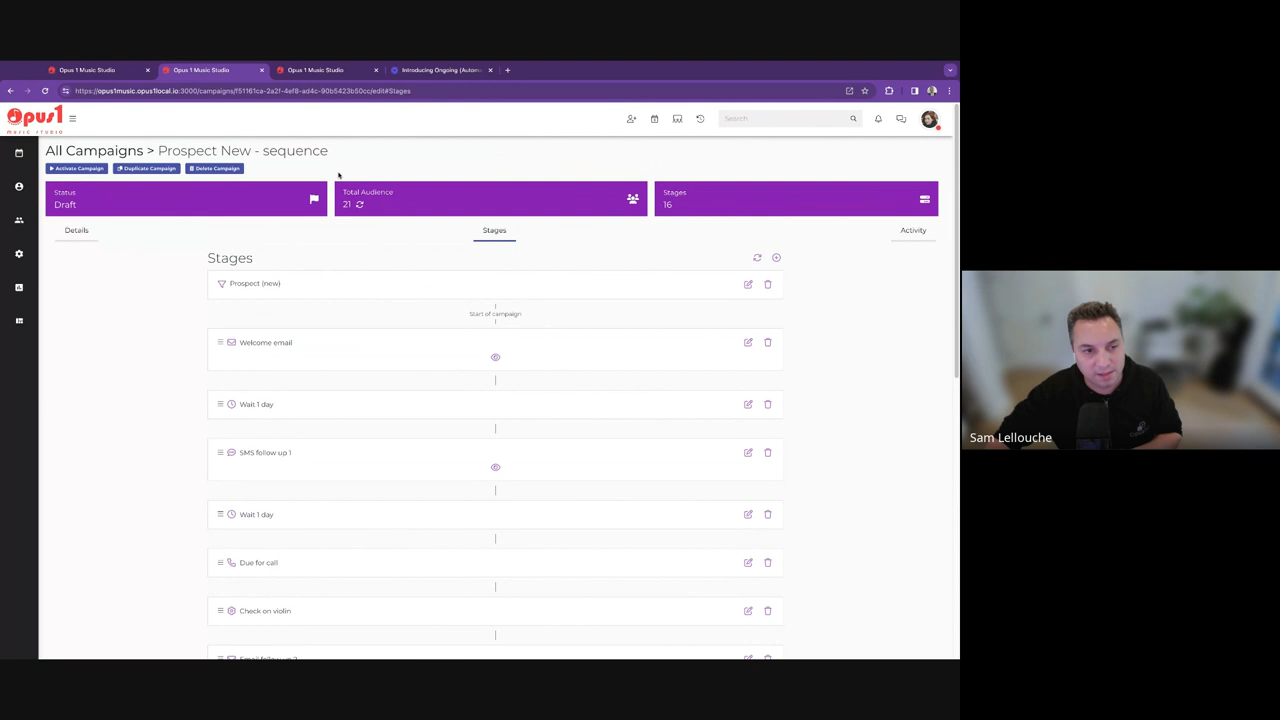 Opus 1 Music Studio
Opus 1 Music Studio
Opus 1 Music Studio
Introducing Ongoing (Autom
https://opus1music.opus1local.io:3000/campaigns/f51161ca-2a2f-4ef8-ad4c-90b5423b50cc/edit#Stages
Opus1
MUSIC STUDIO
Search
All Campaigns > Prospect New - sequence
Activate Campaign
Duplicate Campaign
Delete Campaign
Status
Draft
Total Audience
21
Stages
16
Details
Stages
Activity
Stages
Prospect (new)
Start of campaign
Welcome email
Wait 1 day
SMS follow up 1
Wait 1 day
Due for call
Check on violin
Email follow up 2
Sam Lellouche